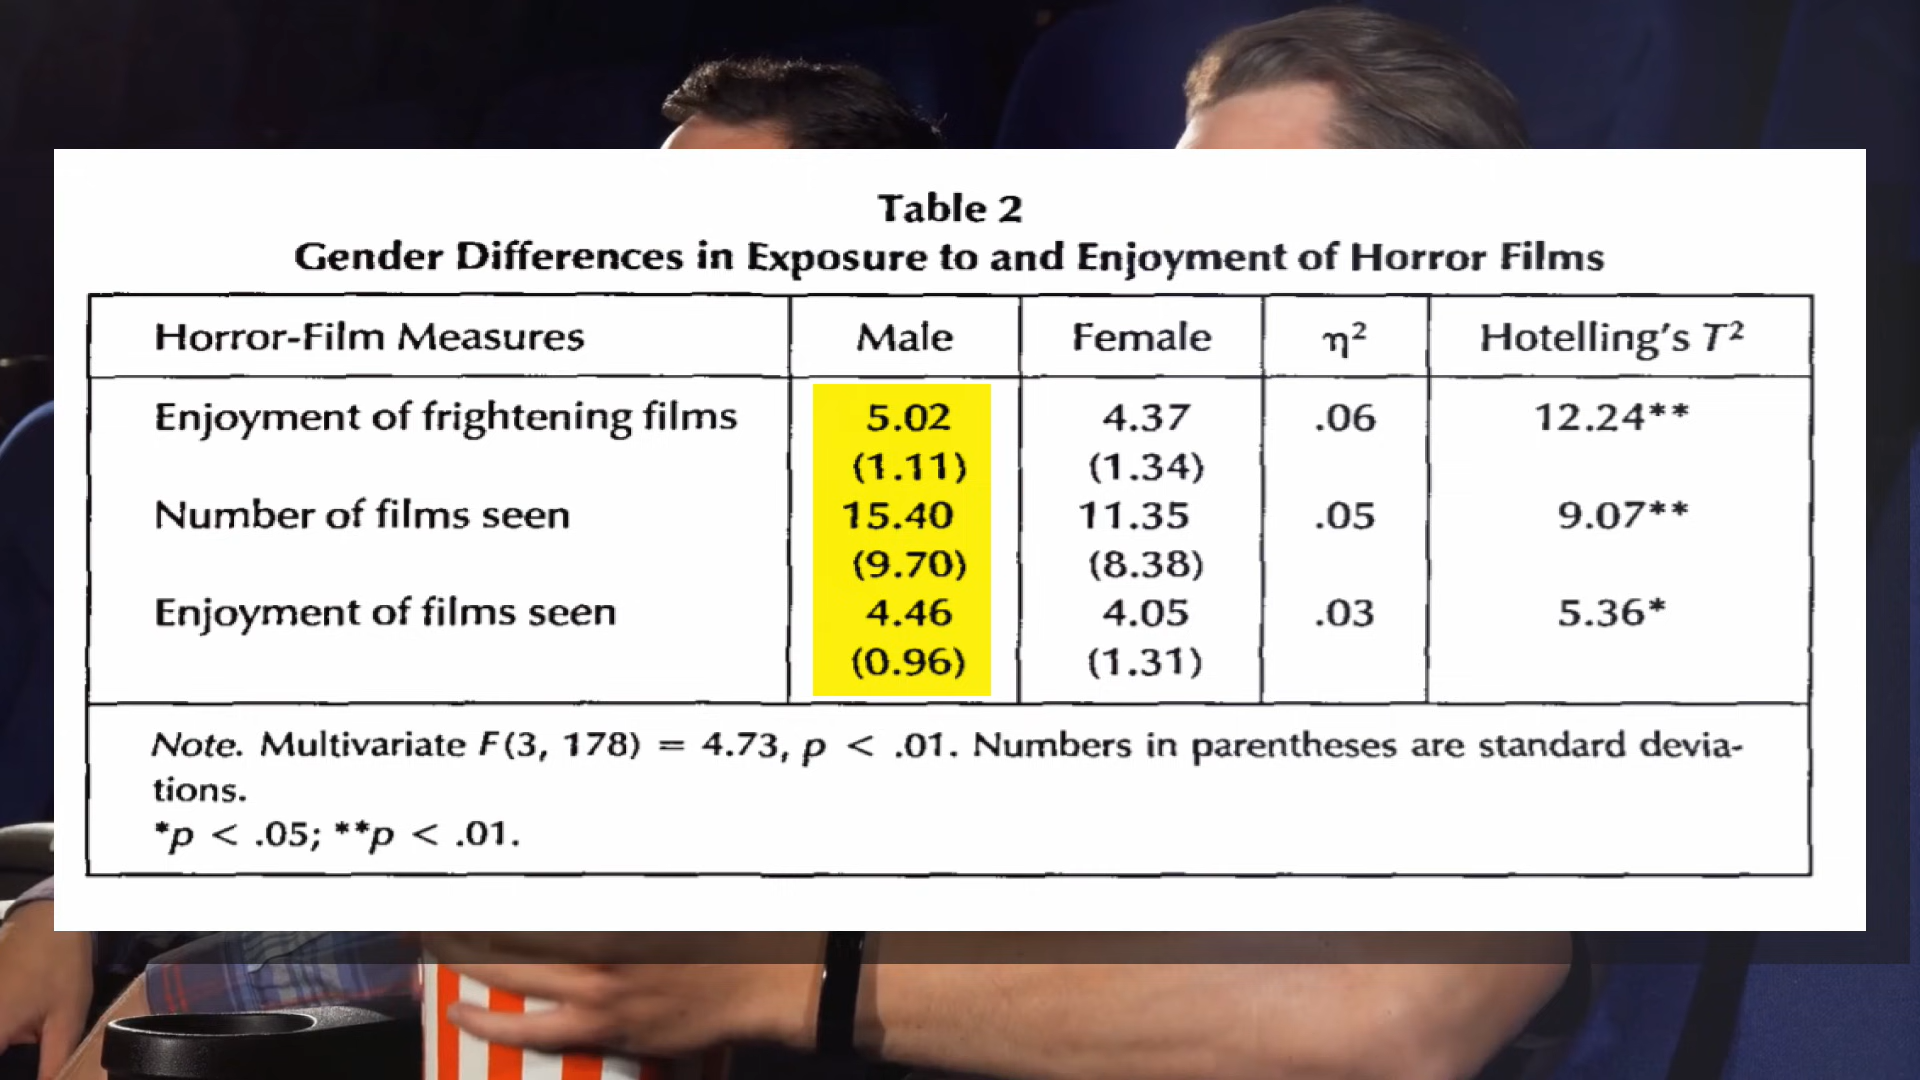 Table 2
Gender Differences in Exposure to and Enjoyment of Horror Films
Horror-Film Measures Male Female η² Hotelling's T²
Enjoyment of frightening films 5.02 4.37 .06 12.24**
(1.11) (1.34)
Number of films seen 15.40 11.35 .05 9.07**
(9.70) (8.38)
Enjoyment of films seen 4.46 4.05 .03 5.36*
(0.96) (1.31)
Note. Multivariate F(3, 178) = 4.73, p < .01. Numbers in parentheses are standard devia-
tions.
*p < .05; **p < .01.